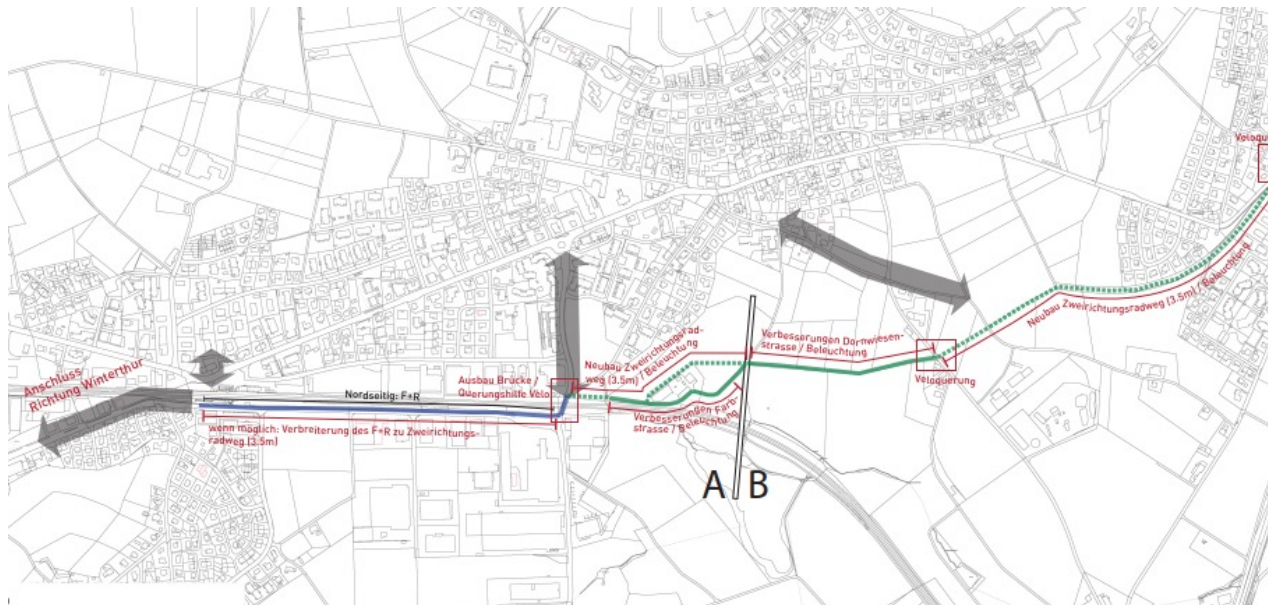 Veloqu
Neubau Zweirichtungsradweg (3.5m) / Beleuchtung
Verbesserungen Dornwiesen-
strasse / Beleuchtung
Neubau Zweirichtungsrad-
weg (3.5m) / Beleuchtung
Anschluss
Richtung Winterthur
Ausbau Brücke /
Querungshilfe Velo
Veloquerung
Nordseitig: F+R
Verbesserungen Farb-
strasse / Beleuchtung
wenn möglich: Verbreiterung des F+R zu Zweirichtungs-
radweg (3.5m)
A B